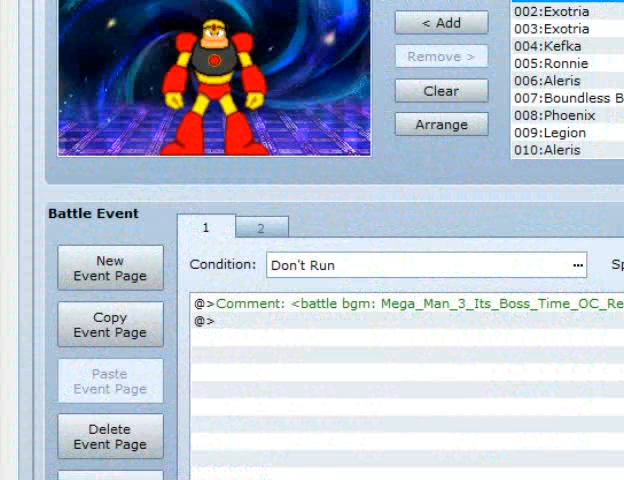 < Add
Remove >
Clear
Arrange
002:Exotria
003:Exotria
004:Kefka
005:Ronnie
006:Aleris
007:Boundless B
008:Phoenix
009:Legion
010:Aleris
Battle Event
1
2
New
Event Page
Copy
Event Page
Paste
Event Page
Delete
Event Page
Condition:
Don't Run
...
Sp
@>Comment: <battle bgm: Mega_Man_3_Its_Boss_Time_OC_Re
@>